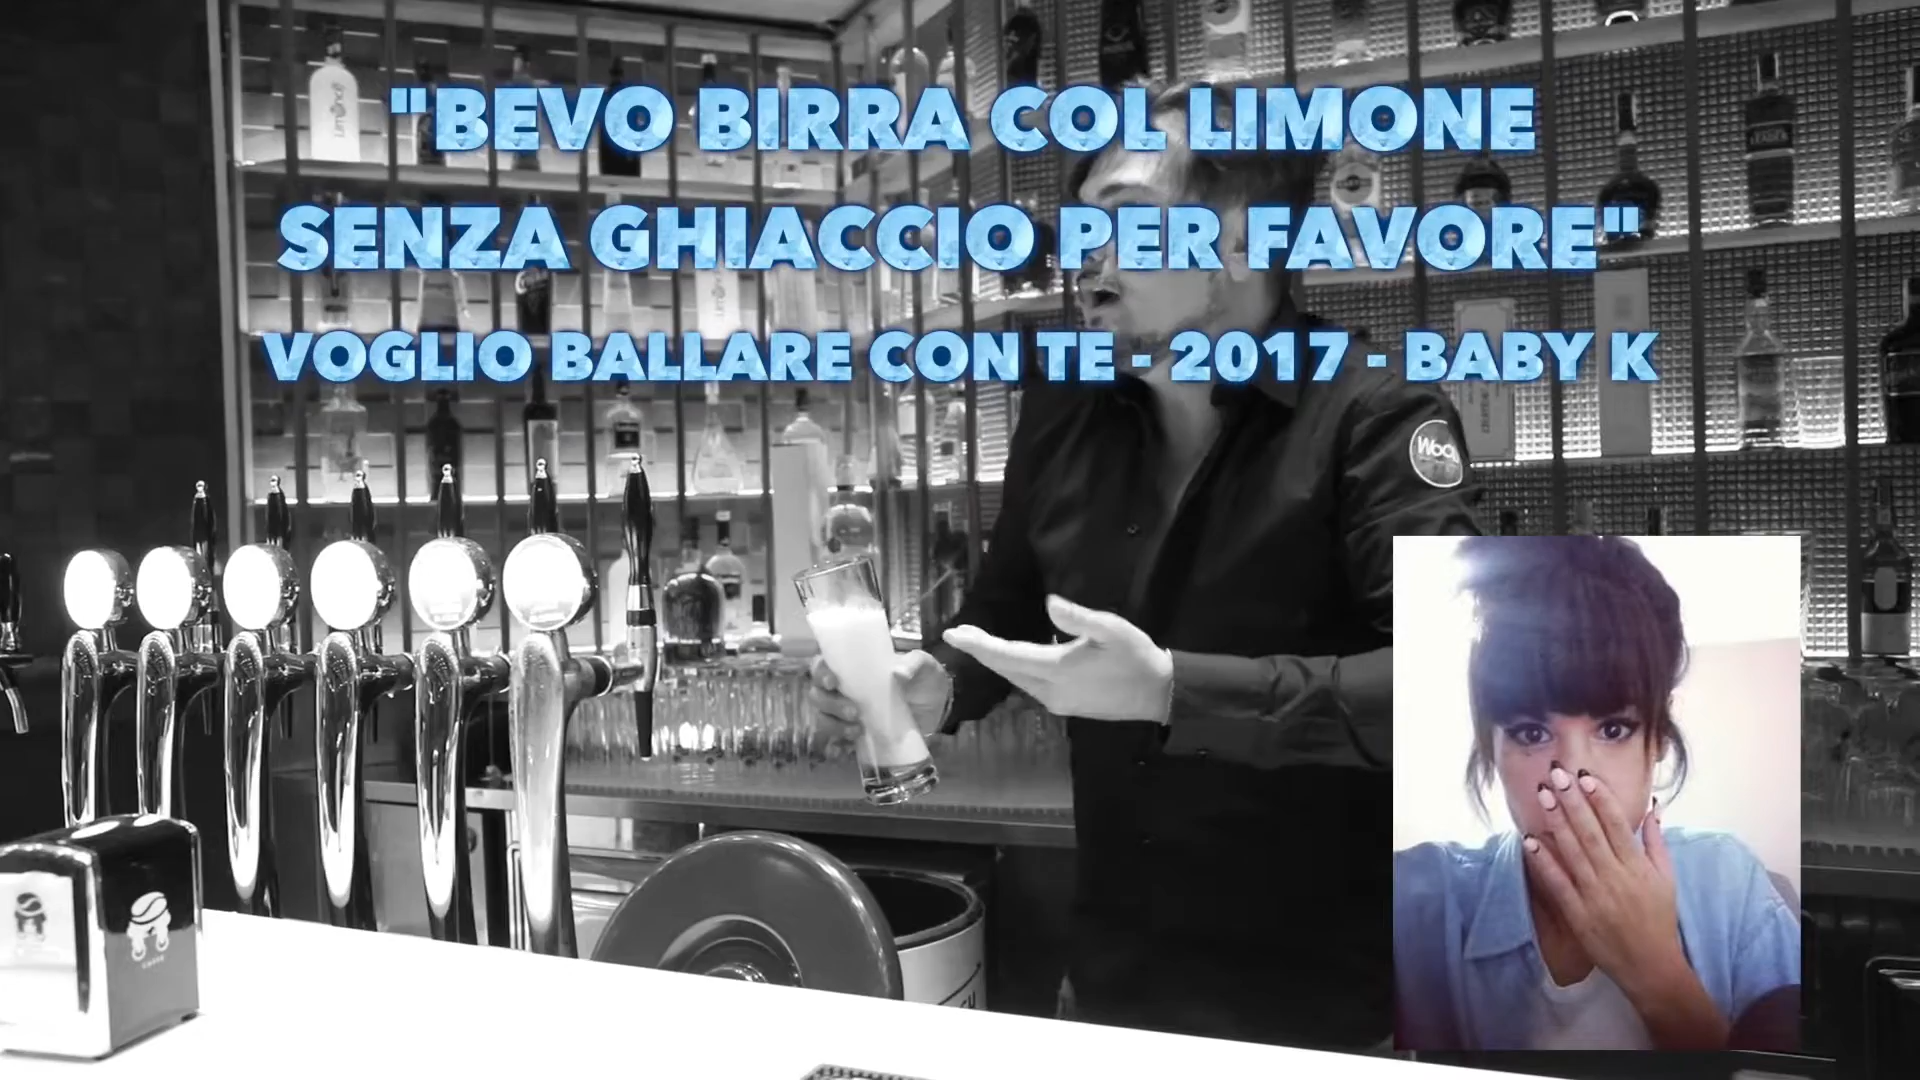 "BEVO BIRRA COL LIMONE
SENZA GHIACCIO PER FAVORE"
VOGLIO BALLARE CON TE - 2017 - BABY K